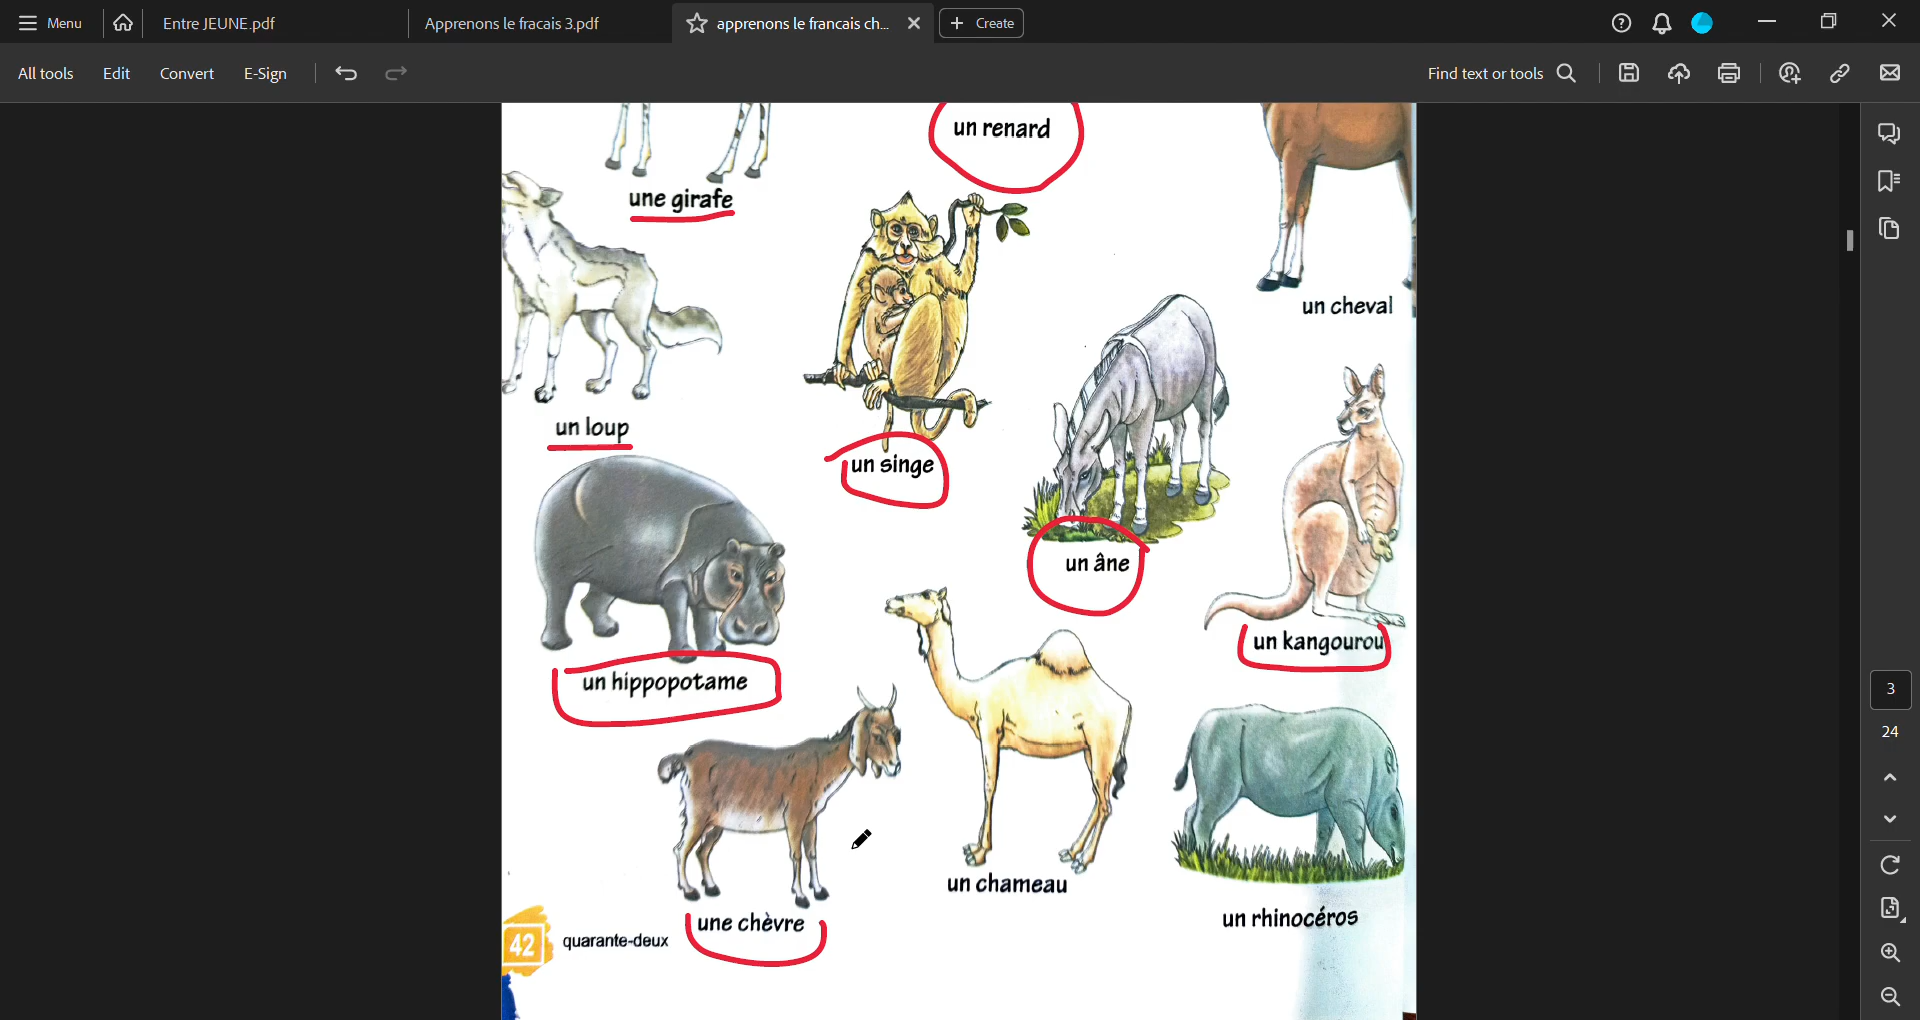 Menu
Entre JEUNE.pdf
Apprenons le fracais 3.pdf
apprenons le francais ch...
Create
All tools
Edit
Convert
E-Sign
Find text or tools
un renard
une girafe
un cheval
un loup
un singe
un âne
un kangourou
un hippopotame
un chameau
un rhinocéros
une chèvre
42
quarante-deux
3
24